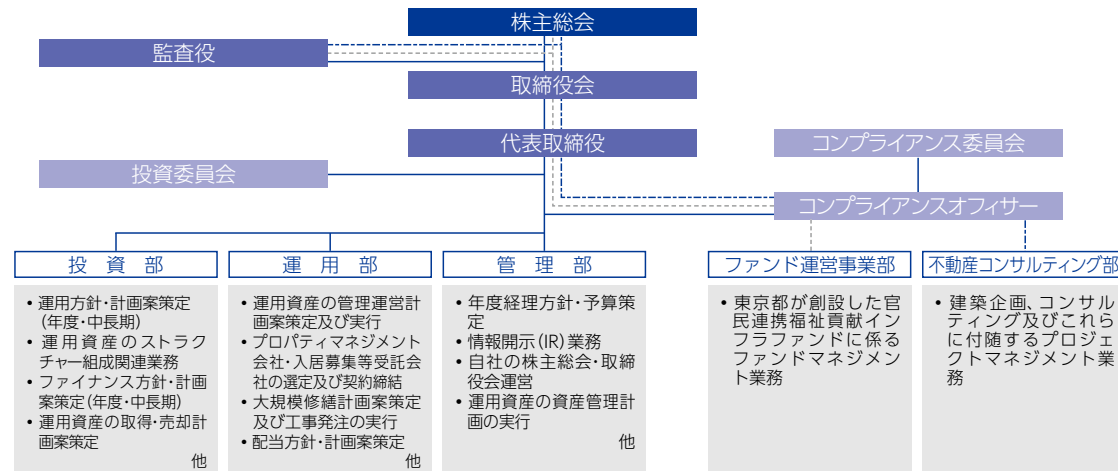 株主総会
監査役
取締役会
代表取締役
コンプライアンス委員会
投資委員会
コンプライアンスオフィサー
投資部
• 運用方針・計画案策定
(年度・中長期)
• 運用資産のストラク
チャー組成関連業務
• ファイナンス方針・計画
案策定(年度・中長期)
• 運用資産の取得・売却計
画案策定
他
運用部
• 運用資産の管理運営計
画案策定及び実行
• プロパティマネジメント
会社・入居募集等受託会
社の選定及び契約締結
• 大規模修繕計画案策定
及び工事発注の実行
• 配当方針・計画案策定
他
管理部
• 年度経理方針・予算策
定
• 情報開示(IR)業務
• 自社の株主総会・取締
役会運営
• 運用資産の資産管理計
画の実行
他
ファンド運営事業部
• 東京都が創設した官
民連携福祉貢献イン
フラファンドに係る
ファンドマネジメン
ト業務
不動産コンサルティング部
• 建築企画、コンサル
ティング及びこれら
に付随するプロジェ
クトマネジメント業
務